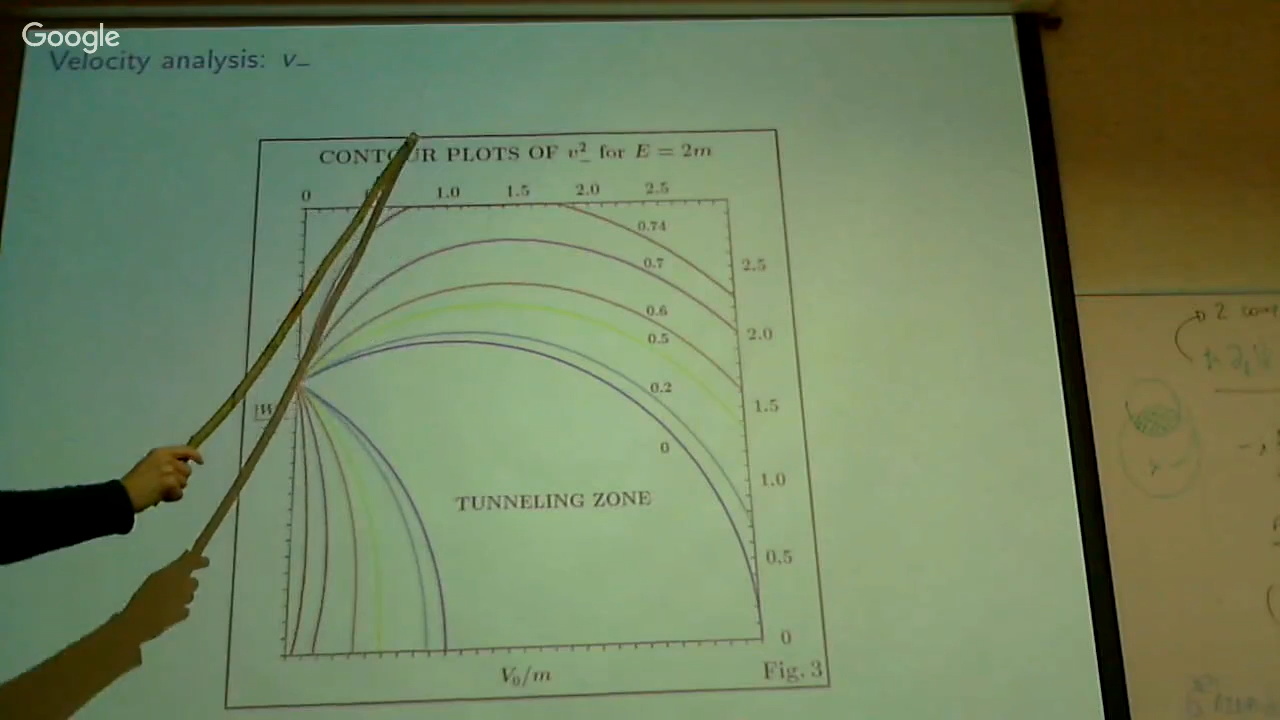 Google
Velocity analysis: v₋
CONTOUR PLOTS OF v₋² for E = 2m
0 1.0 1.5 2.0 2.5
0.74
0.7
0.6
0.5
0.2
0
2.5
2.0
1.5
1.0
0.5
0
|W
TUNNELING ZONE
V₀/m
Fig. 3
2 com